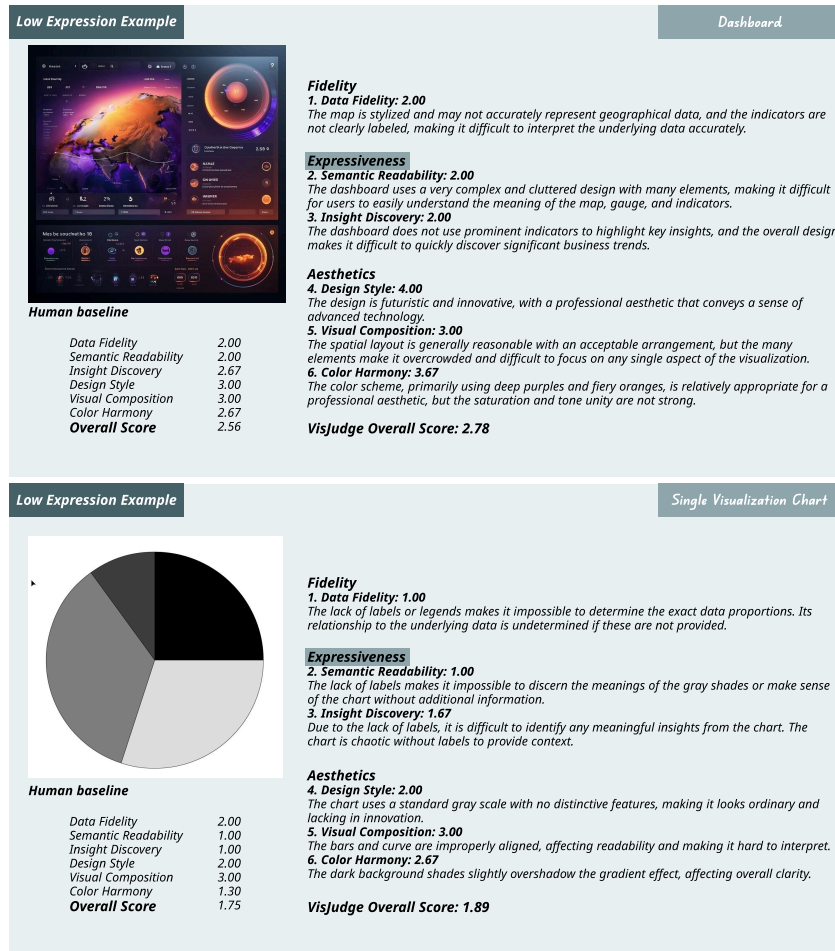 Low Expression Example
Dashboard
Fidelity
1. Data Fidelity: 2.00
The map is stylized and may not accurately represent geographical data, and the indicators are
not clearly labeled, making it difficult to interpret the underlying data accurately.
Expressiveness
2. Semantic Readability: 2.00
The dashboard uses a very complex and cluttered design with many elements, making it difficult
for users to easily understand the meaning of the map, gauge, and indicators.
3. Insight Discovery: 2.00
The dashboard does not use prominent indicators to highlight key insights, and the overall design
makes it difficult to quickly discover significant business trends.
Aesthetics
4. Design Style: 4.00
The design is futuristic and innovative, with a professional aesthetic that conveys a sense of
advanced technology.
5. Visual Composition: 3.00
The spatial layout is generally reasonable with an acceptable arrangement, but the many
elements make it overcrowded and difficult to focus on any single aspect of the visualization.
6. Color Harmony: 3.67
The color scheme, primarily using deep purples and fiery oranges, is relatively appropriate for a
professional aesthetic, but the saturation and tone unity are not strong.
VisJudge Overall Score: 2.78
Human baseline
Data Fidelity 2.00
Semantic Readability 2.00
Insight Discovery 2.67
Design Style 3.00
Visual Composition 3.00
Color Harmony 2.67
Overall Score 2.56
Low Expression Example
Single Visualization Chart
Fidelity
1. Data Fidelity: 1.00
The lack of labels or legends makes it impossible to determine the exact data proportions. Its
relationship to the underlying data is undetermined if these are not provided.
Expressiveness
2. Semantic Readability: 1.00
The lack of labels makes it impossible to discern the meanings of the gray shades or make sense
of the chart without additional information.
3. Insight Discovery: 1.67
Due to the lack of labels, it is difficult to identify any meaningful insights from the chart. The
chart is chaotic without labels to provide context.
Aesthetics
4. Design Style: 2.00
The chart uses a standard gray scale with no distinctive features, making it looks ordinary and
lacking in innovation.
5. Visual Composition: 3.00
The bars and curve are improperly aligned, affecting readability and making it hard to interpret.
6. Color Harmony: 2.67
The dark background shades slightly overshadow the gradient effect, affecting overall clarity.
VisJudge Overall Score: 1.89
Human baseline
Data Fidelity 2.00
Semantic Readability 1.00
Insight Discovery 1.00
Design Style 2.00
Visual Composition 3.00
Color Harmony 1.30
Overall Score 1.75